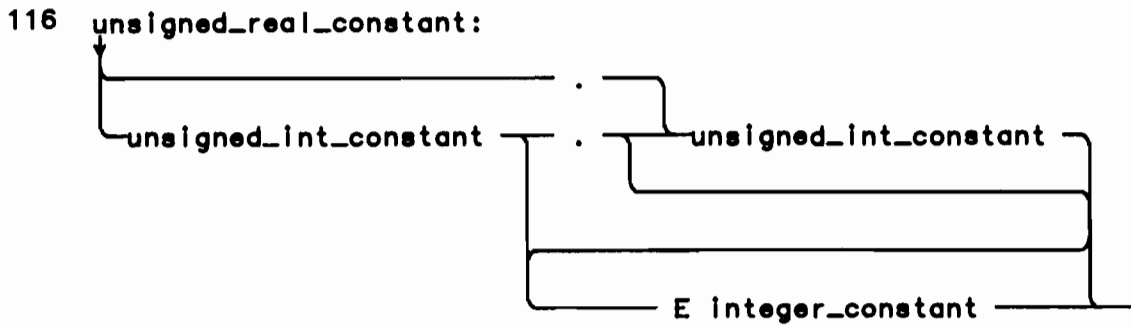 116 unsigned_real_constant:
.
unsigned_int_constant . unsigned_int_constant
E integer_constant